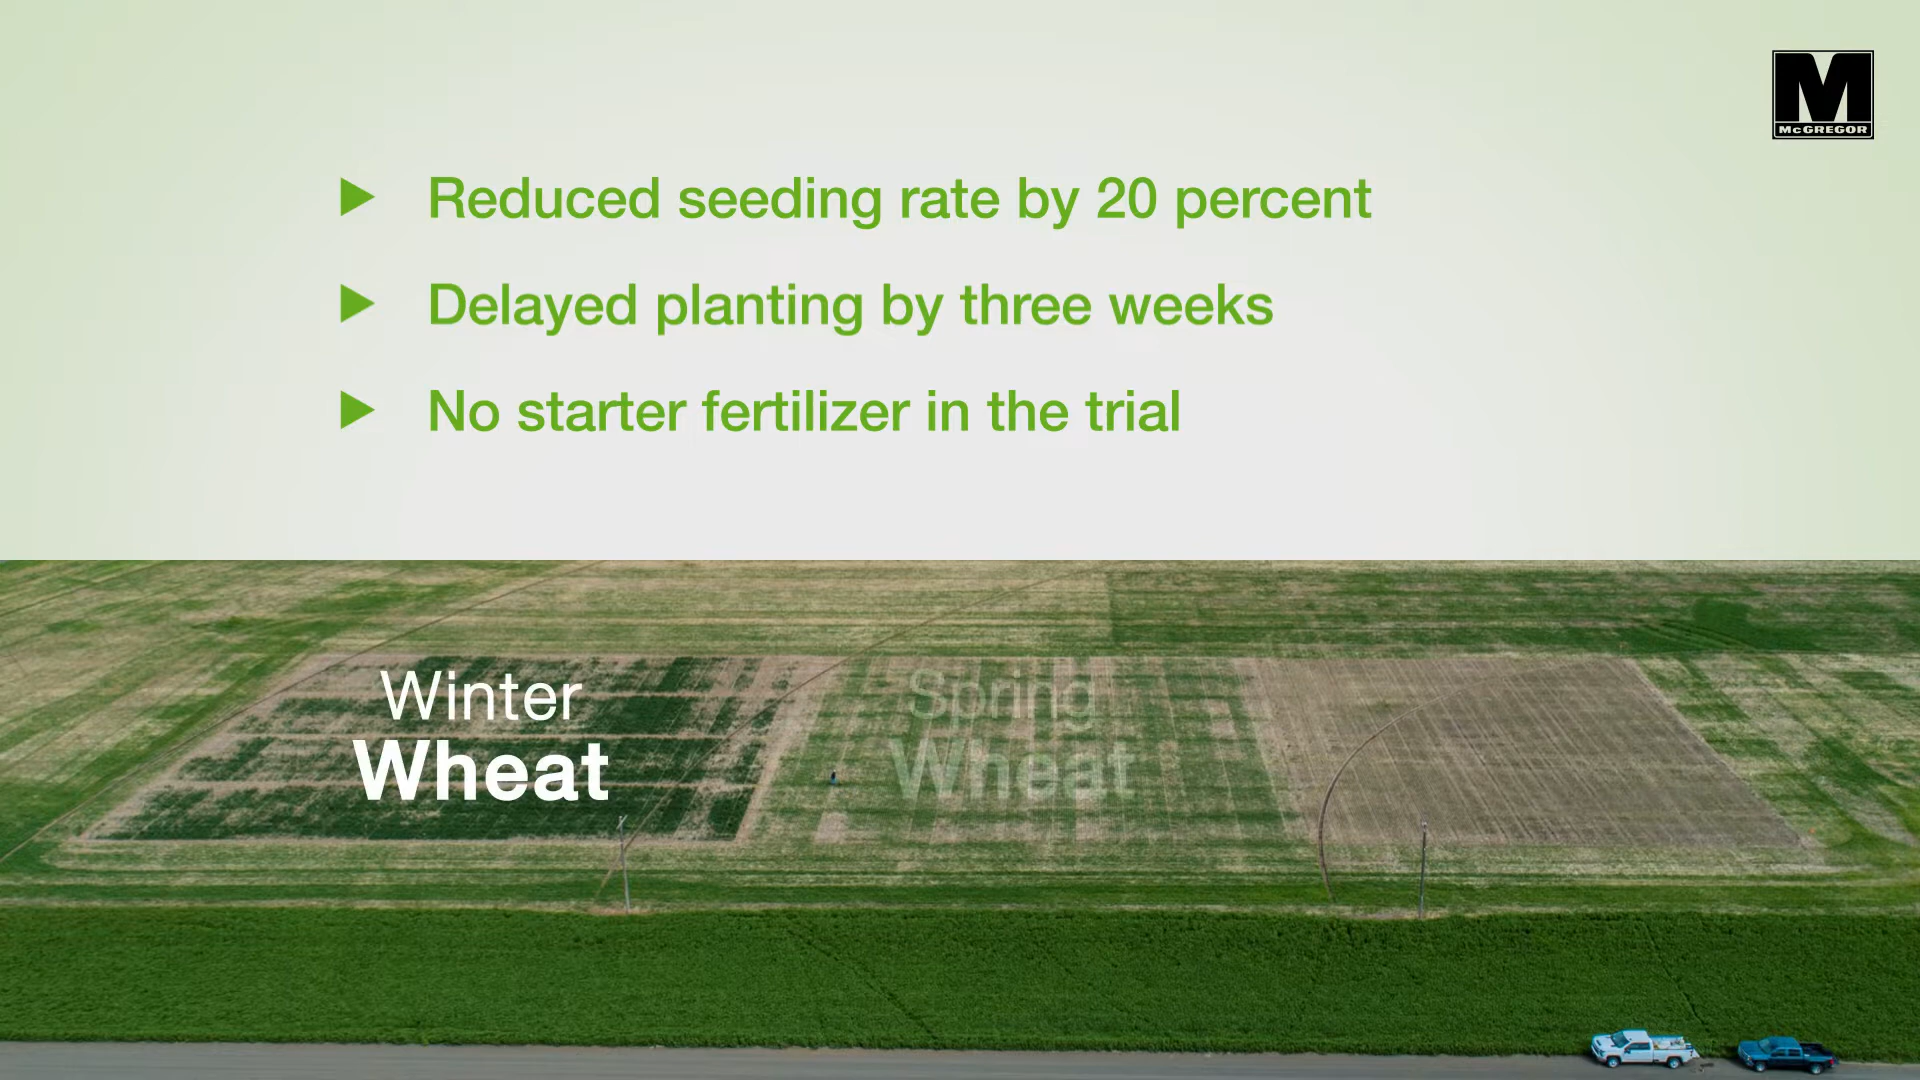 M
McGREGOR
Reduced seeding rate by 20 percent
Delayed planting by three weeks
No starter fertilizer in the trial
Winter
Wheat
Spring
Wheat